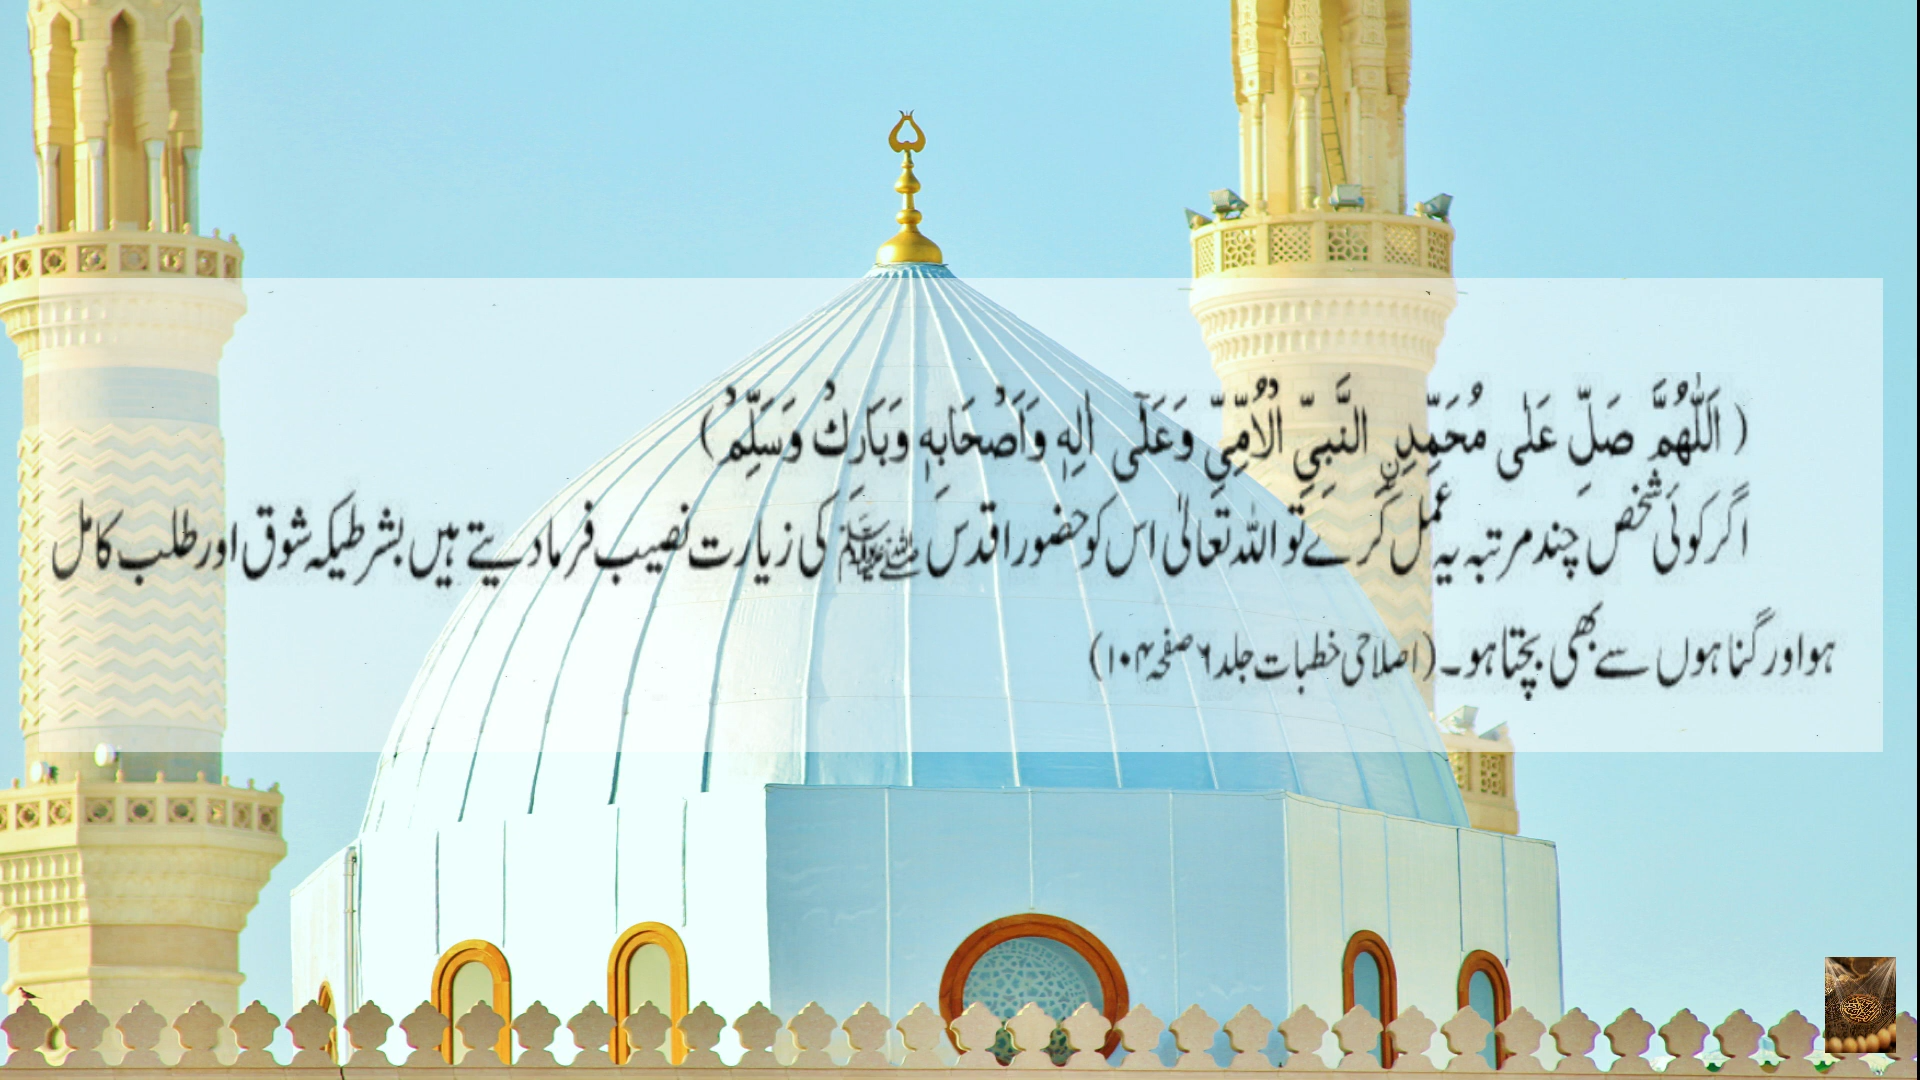 ( اَللّٰهُمَّ صَلِّ عَلٰی مُحَمَّدِنِ النَّبِیِّ الْاُمِّیِّ وَعَلٰٓی اٰلِهٖ وَاَصْحَابِهٖ وَبَارِكْ وَسَلِّمْ )
اگر کوئی شخص چند مرتبہ یہ عمل کرے تو اللہ تعالیٰ اس کو حضور اقدس ﷺ کی زیارت نصیب فرما دیتے ہیں بشرطیکہ شوق اور طلب کامل
ہو اور گناہوں سے بھی بچتا ہو۔ (اصلاحی خطبات جلد ۶ صفحہ ۱۰۴)